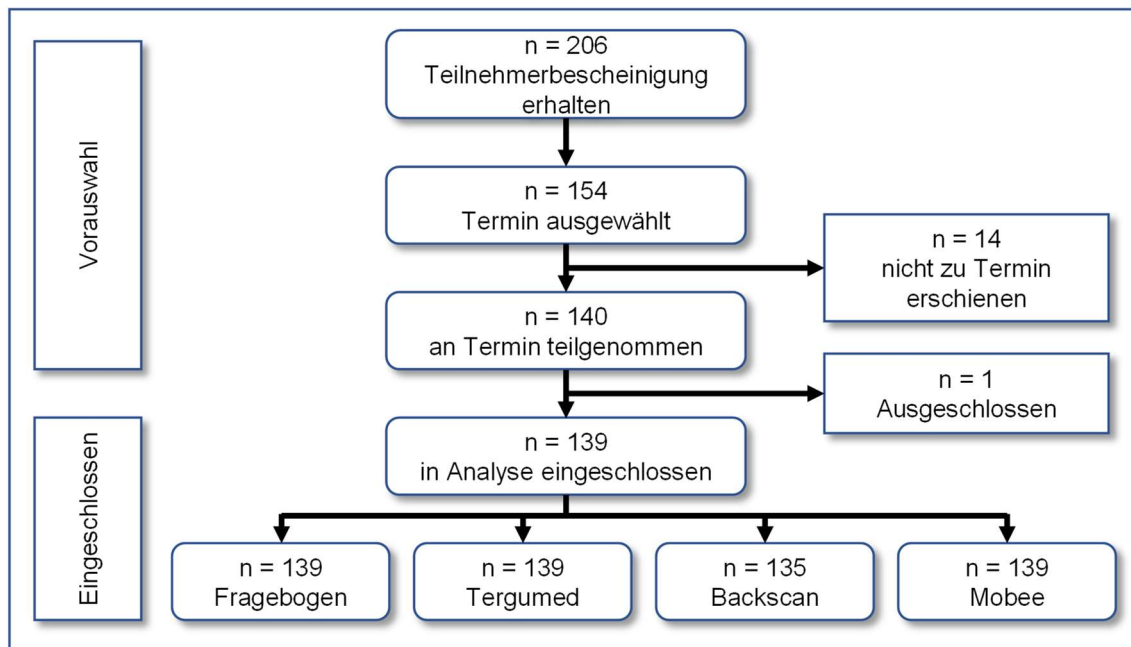 Vorauswahl
n = 206
Teilnehmerbescheinigung
erhalten
n = 154
Termin ausgewählt
n = 14
nicht zu Termin
erschienen
n = 140
an Termin teilgenommen
n = 1
Ausgeschlossen
Eingeschlossen
n = 139
in Analyse eingeschlossen
n = 139
Fragebogen
n = 139
Tergumed
n = 135
Backscan
n = 139
Mobee